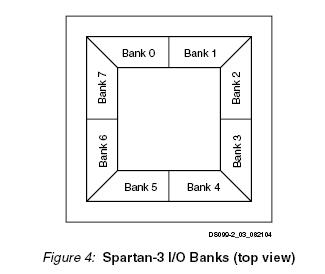 Bank 0 Bank 1
Bank 7
Bank 2
Bank 6
Bank 3
Bank 5 Bank 4
DS099-2_03_082104
Figure 4: Spartan-3 I/O Banks (top view)